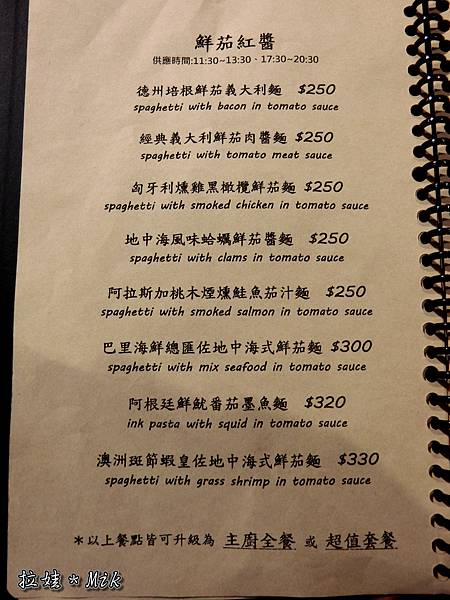 鮮茄紅醬
供應時間:11:30~13:30、17:30~20:30
德州培根鮮茄義大利麵 $250
spaghetti with bacon in tomato sauce
經典義大利鮮茄肉醬麵 $250
spaghetti with tomato meat sauce
匈牙利燻雞黑橄欖鮮茄麵 $250
spaghetti with smoked chicken in tomato sauce
地中海風味蛤蠣鮮茄醬麵 $250
spaghetti with clams in tomato sauce
阿拉斯加桃木煙燻鮭魚茄汁麵 $250
spaghetti with smoked salmon in tomato sauce
巴里海鮮總匯佐地中海式鮮茄麵 $300
spaghetti with mix seafood in tomato sauce
阿根廷鮮魷番茄墨魚麵 $320
ink pasta with squid in tomato sauce
澳洲斑節蝦皇佐地中海式鮮茄麵 $330
spaghetti with grass shrimp in tomato sauce
*以上餐點皆可升級為 主廚全餐 或 超值套餐
拉娃*Mik